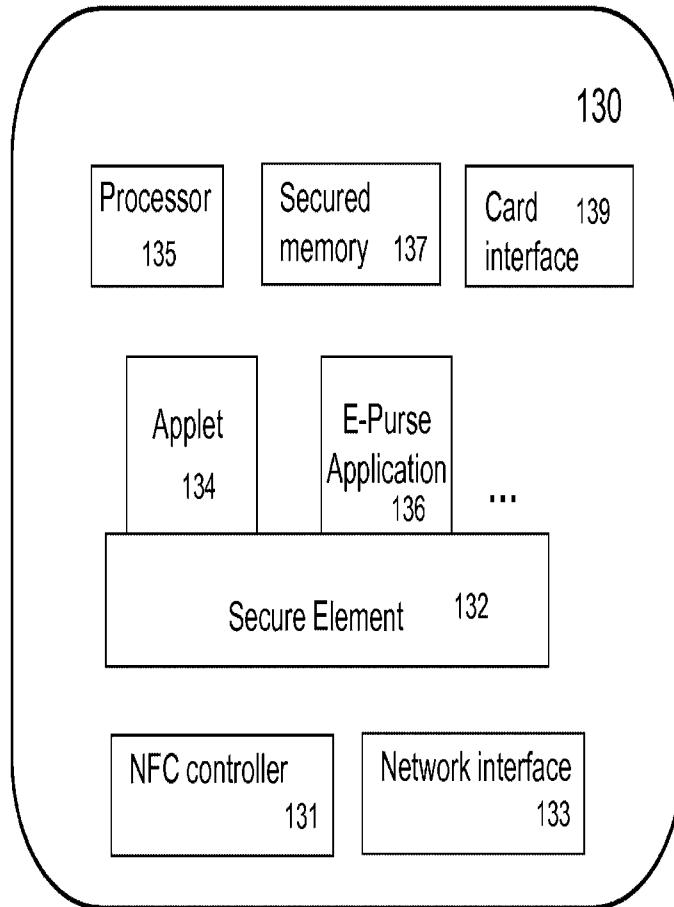 130
Processor
135
Secured
memory 137
Card 139
interface
Applet
134
E-Purse
Application
136
...
Secure Element 132
NFC controller
131
Network interface
133